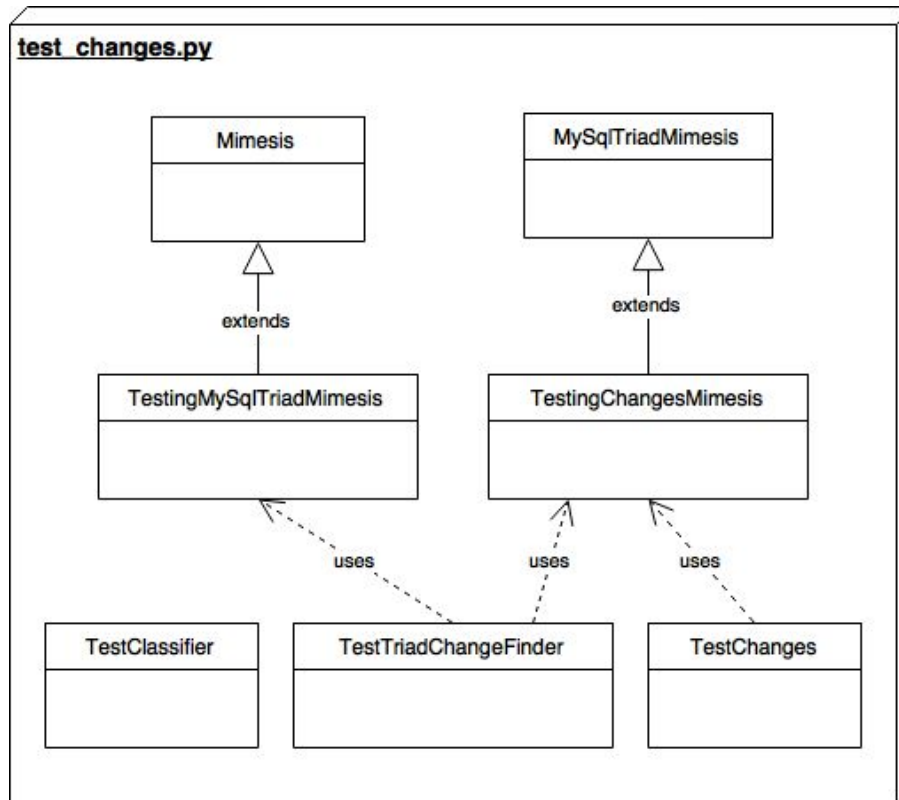 test_changes.py
Mimesis
MySqlTriadMimesis
extends
extends
TestingMySqlTriadMimesis
TestingChangesMimesis
uses
uses
uses
TestClassifier
TestTriadChangeFinder
TestChanges